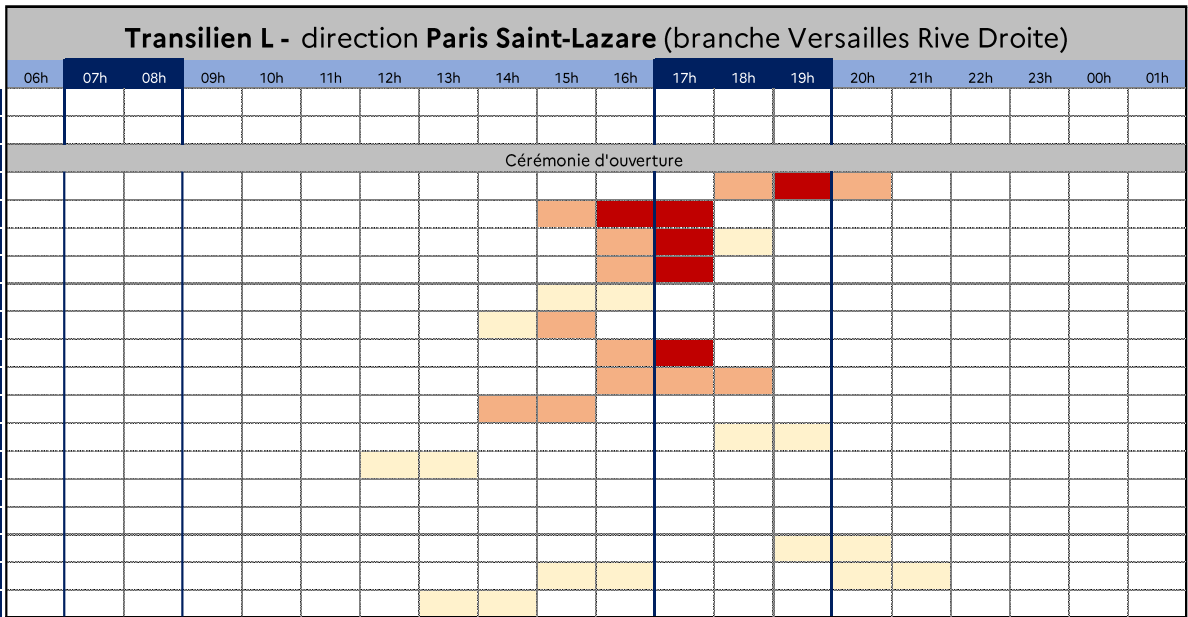 Transilien L - direction Paris Saint-Lazare (branche Versailles Rive Droite)
06h 07h 08h 09h 10h 11h 12h 13h 14h 15h 16h 17h 18h 19h 20h 21h 22h 23h 00h 01h
Cérémonie d'ouverture